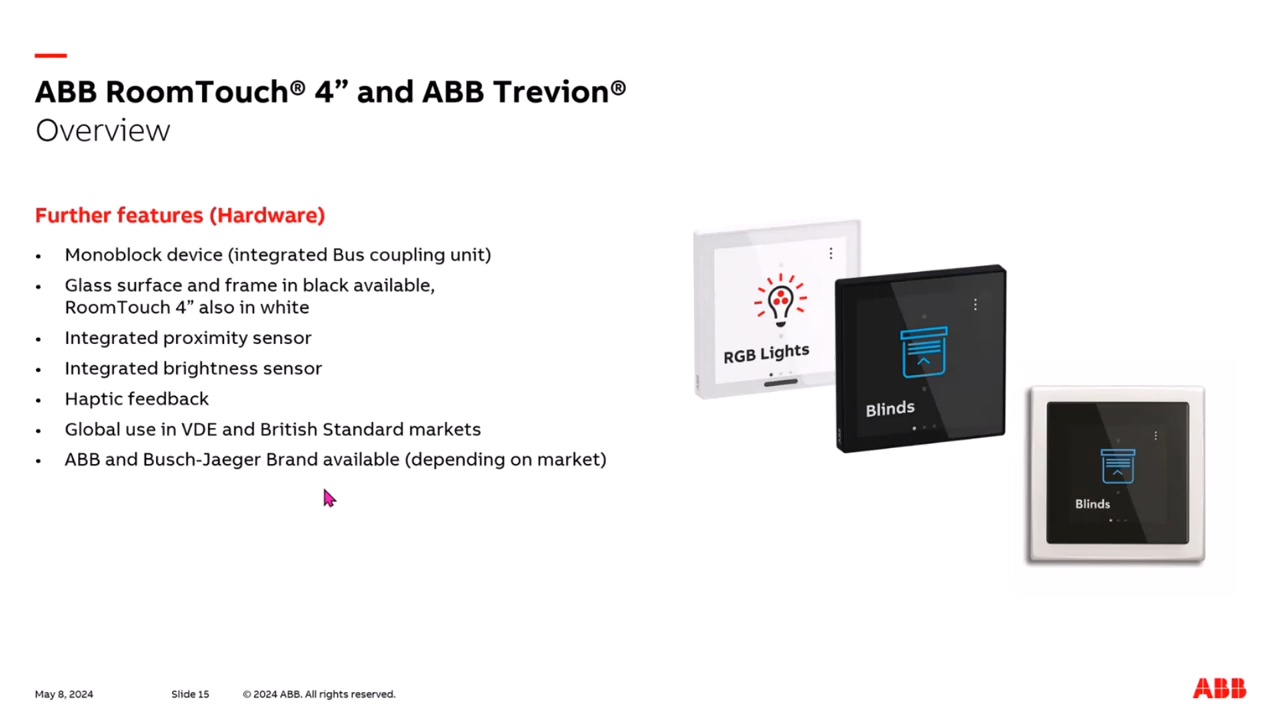 ABB RoomTouch® 4” and ABB Trevion®
Overview
Further features (Hardware)
• Monoblock device (integrated Bus coupling unit)
• Glass surface and frame in black available,
RoomTouch 4” also in white
• Integrated proximity sensor
• Integrated brightness sensor
• Haptic feedback
• Global use in VDE and British Standard markets
• ABB and Busch-Jaeger Brand available (depending on market)
RGB Lights
Blinds
Blinds
May 8, 2024
Slide 15
© 2024 ABB. All rights reserved.
ABB